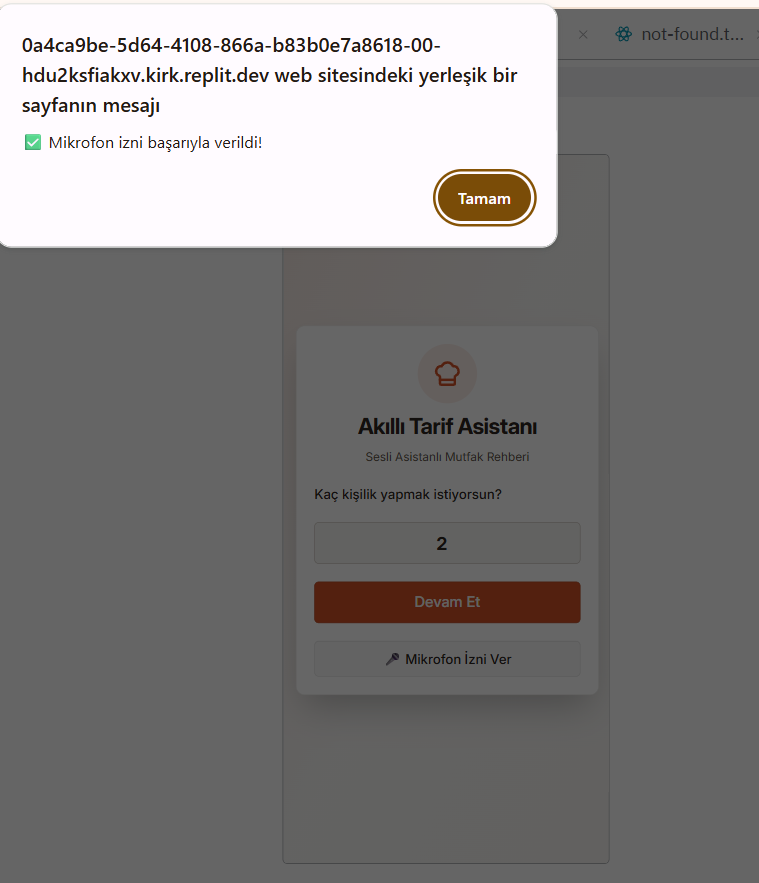 0a4ca9be-5d64-4108-866a-b83b0e7a8618-00-
hdu2ksfiakxv.kirk.replit.dev web sitesindeki yerleşik bir
sayfanın mesajı
✅ Mikrofon izni başarıyla verildi!
Tamam
not-found.t...
Akıllı Tarif Asistanı
Sesli Asistanlı Mutfak Rehberi
Kaç kişilik yapmak istiyorsun?
2
Devam Et
🎤 Mikrofon İzni Ver